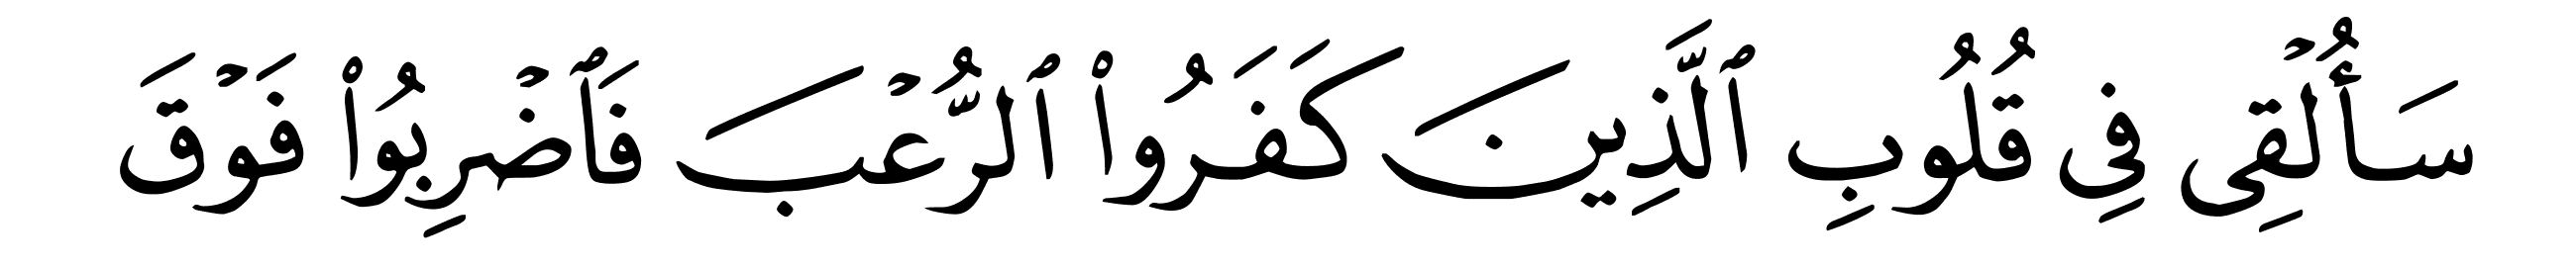 سَأُلْقِى فِى قُلُوبِ ٱلَّذِينَ كَفَرُوا۟ ٱلرُّعْبَ فَٱضْرِبُوا۟ فَوْقَ